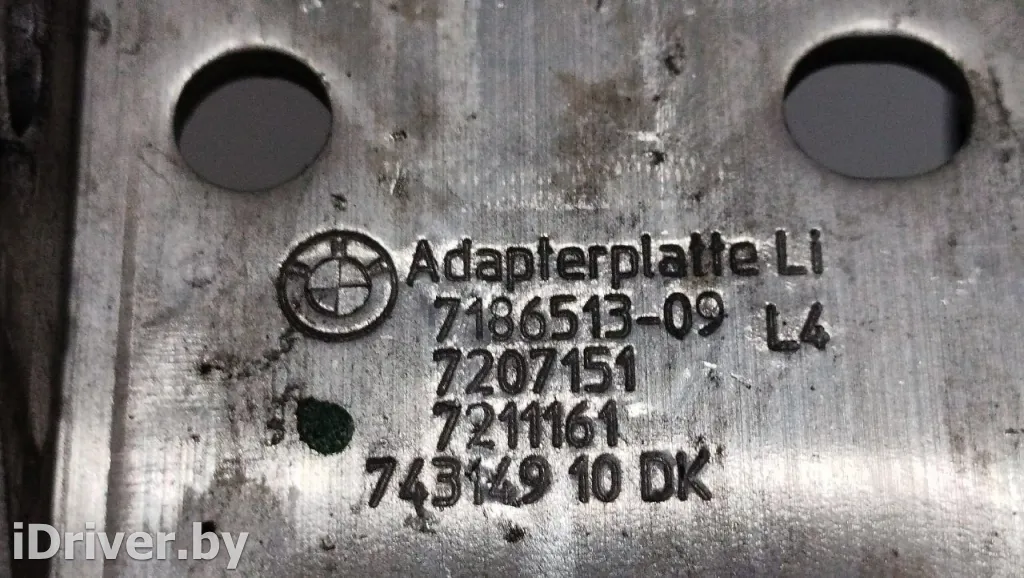 Adapterplatte Li
7186513-09 L4
7207151
7211161
743149 10 DK
iDriver.by